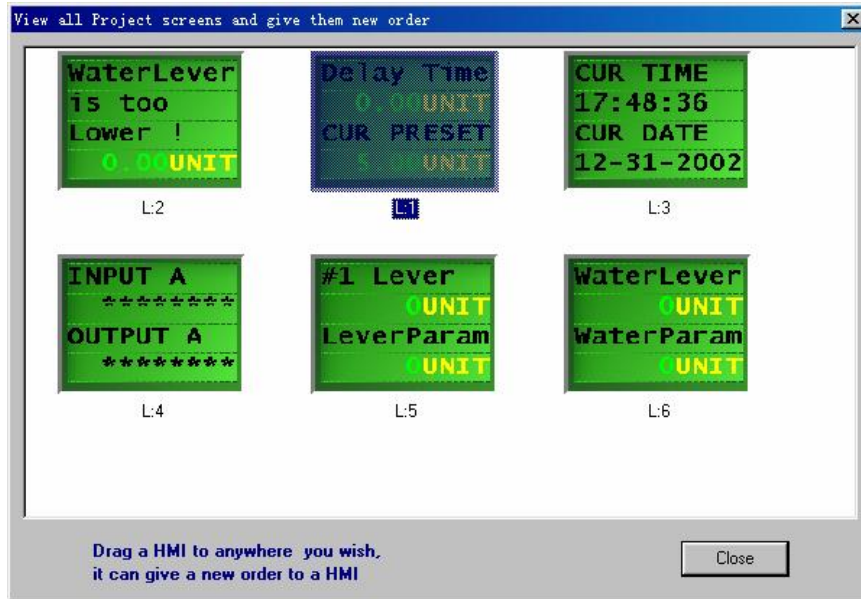 View all Project screens and give them new order
WaterLever
is too
Lower !
0.00UNIT
L:2
Delay Time
0.00UNIT
CUR PRESET
5.00UNIT
L:1
CUR TIME
17:48:36
CUR DATE
12-31-2002
L:3
INPUT A
********
OUTPUT A
********
L:4
#1 Lever
0UNIT
LeverParam
0UNIT
L:5
WaterLever
0UNIT
WaterParam
0UNIT
L:6
Drag a HMI to anywhere you wish,
it can give a new order to a HMI
Close